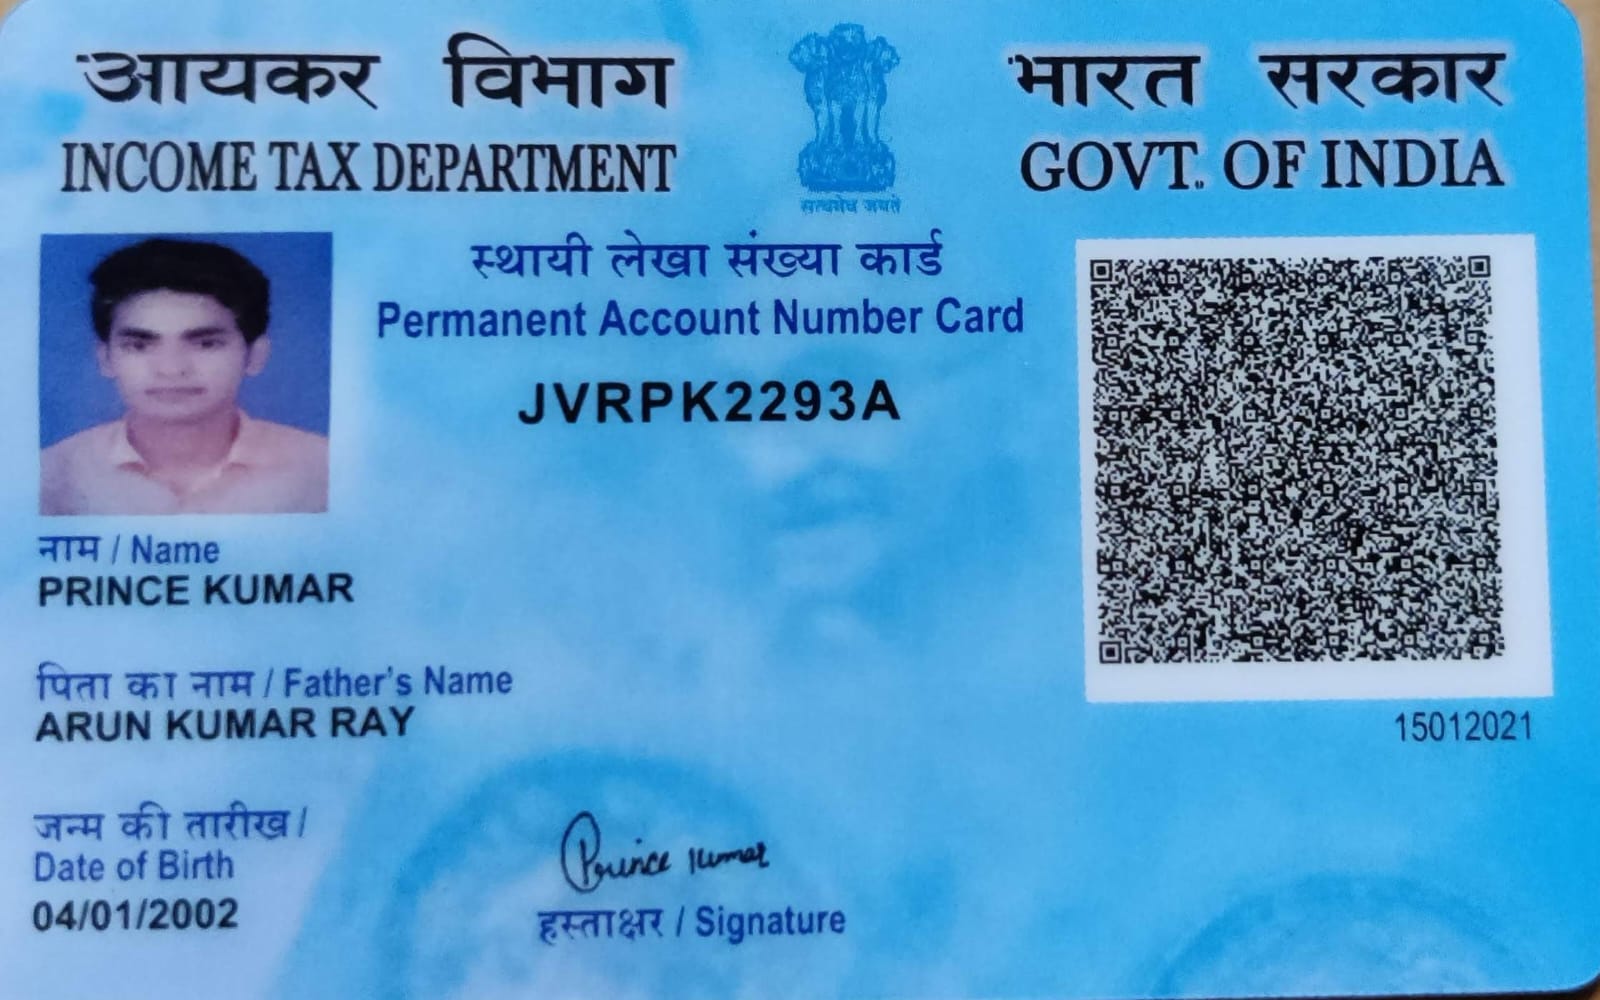 आयकर विभाग
INCOME TAX DEPARTMENT
सत्यमेव जयते
भारत सरकार
GOVT. OF INDIA
स्थायी लेखा संख्या कार्ड
Permanent Account Number Card
JVRPK2293A
नाम / Name
PRINCE KUMAR
पिता का नाम / Father's Name
ARUN KUMAR RAY
जन्म की तारीख /
Date of Birth
04/01/2002
Prince Kumar
हस्ताक्षर / Signature
15012021